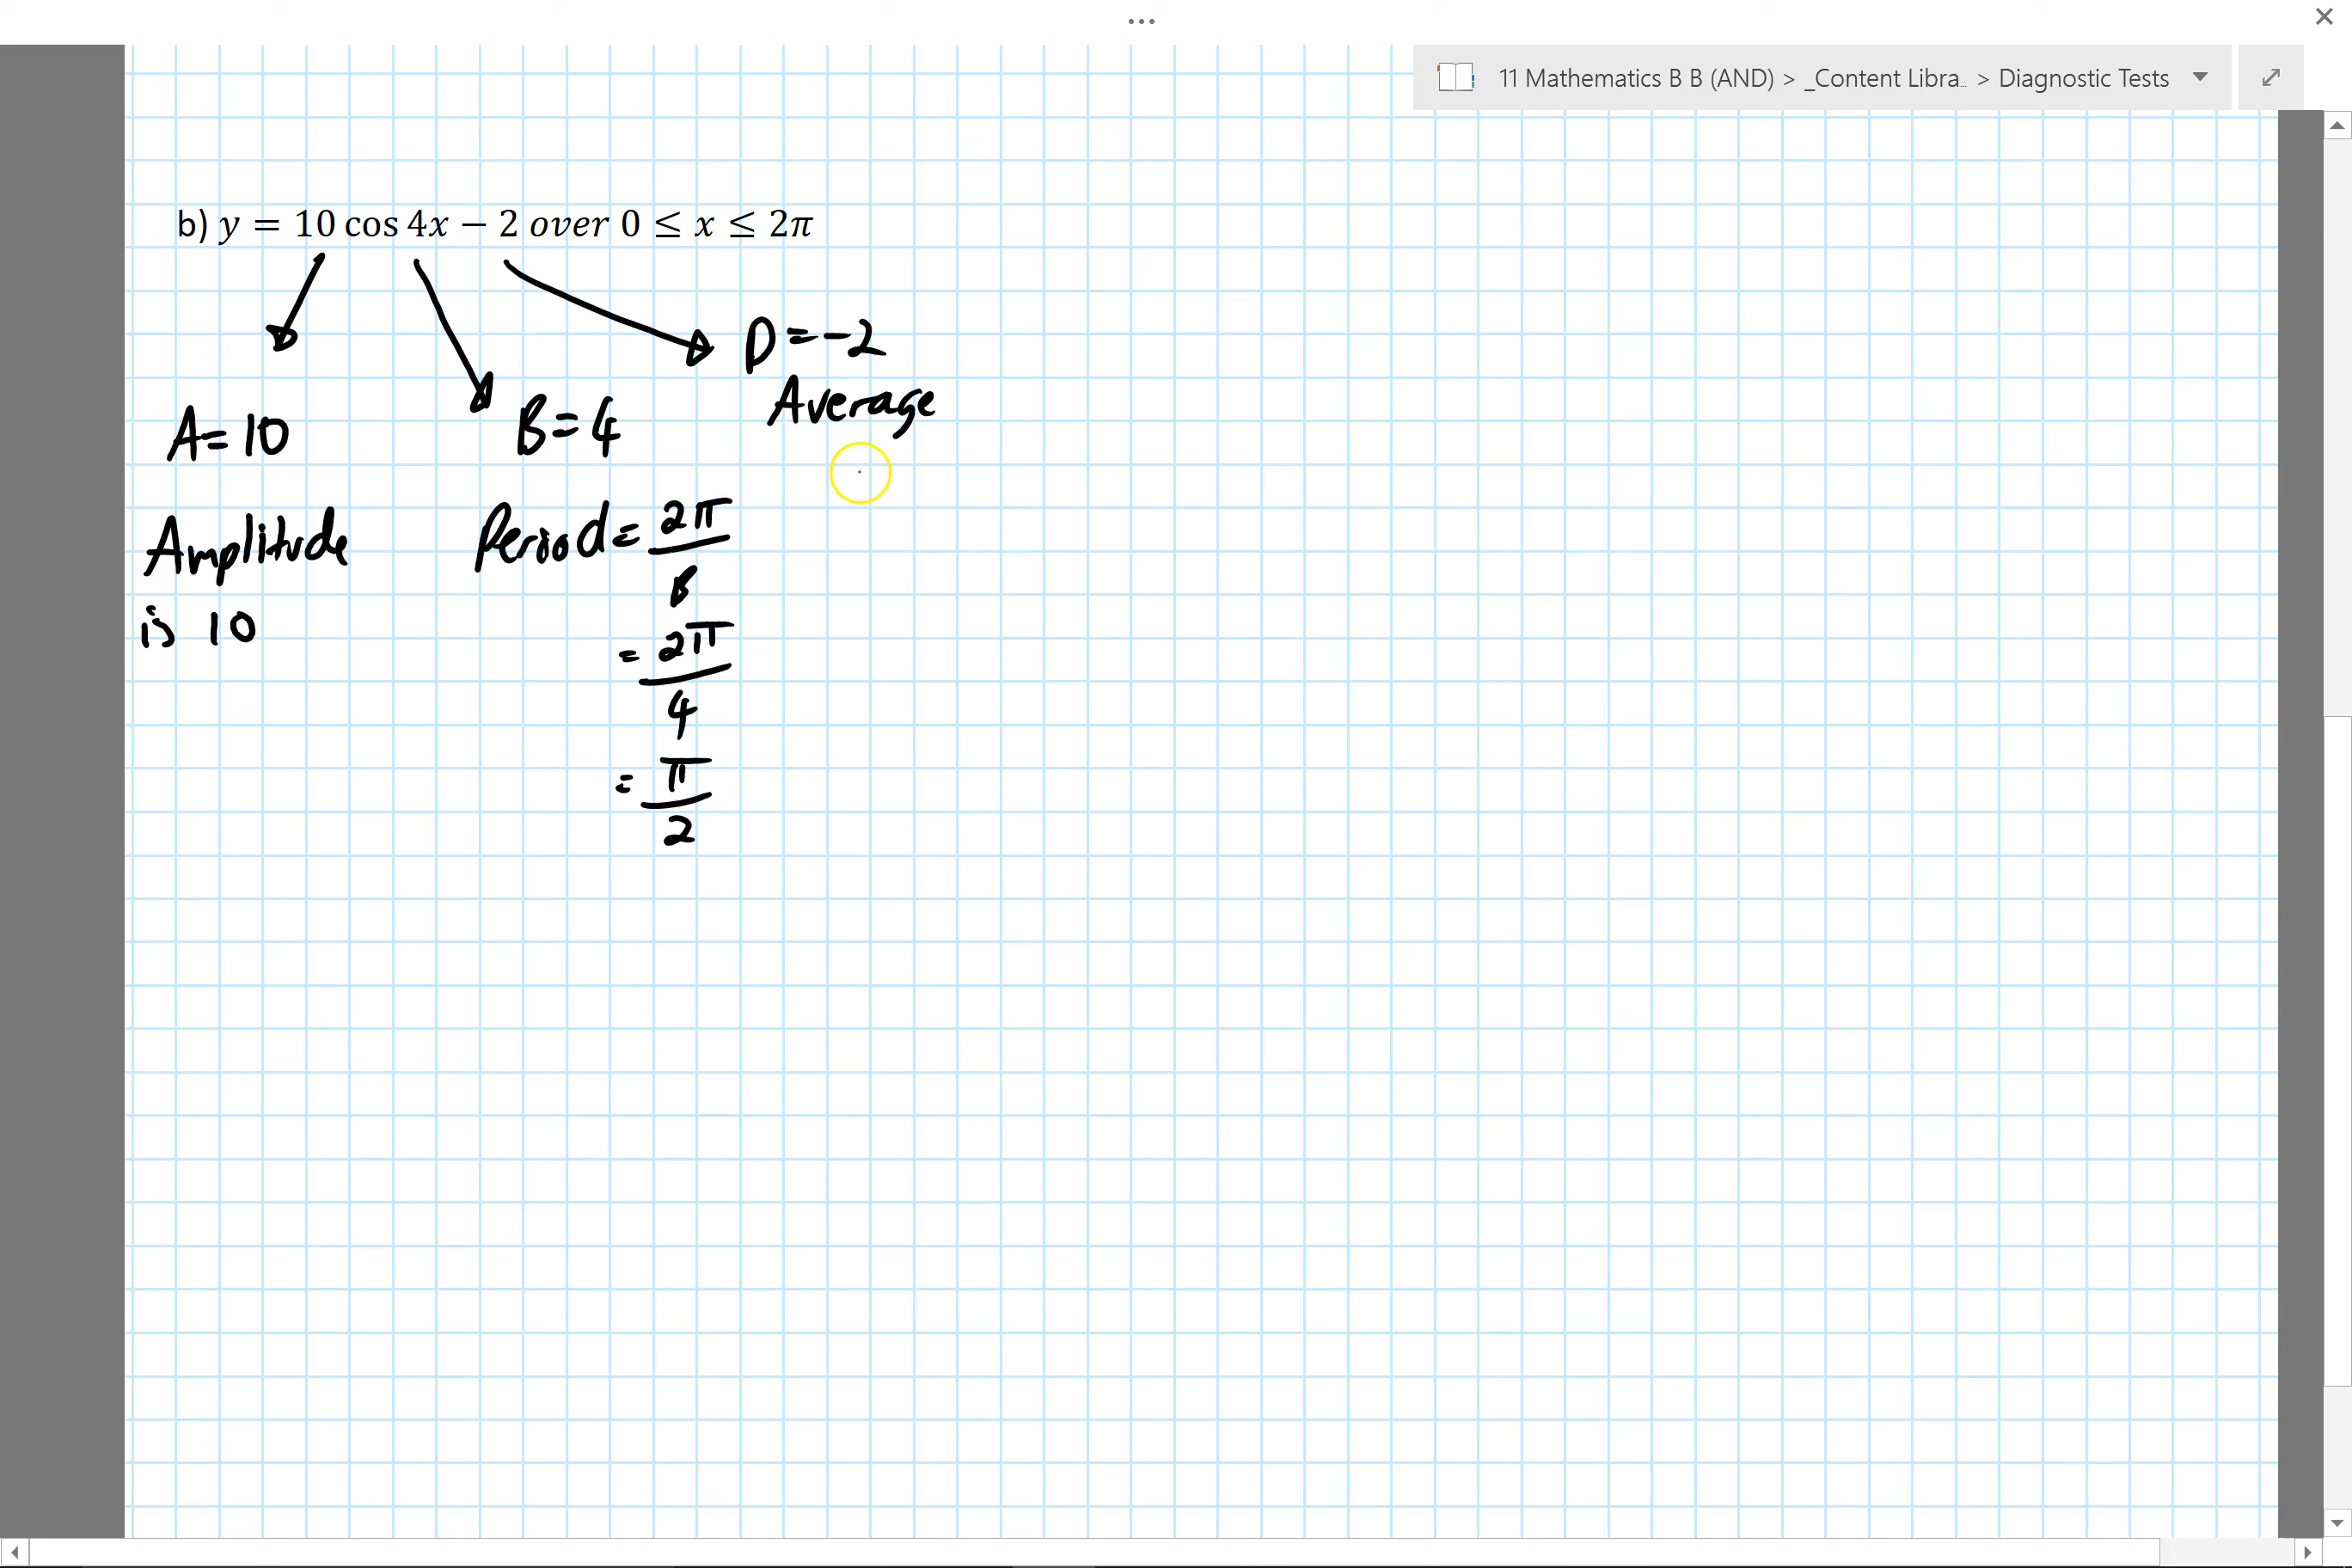 11 Mathematics B B (AND) > _Content Libra... > Diagnostic Tests
b) y = 10 cos 4x − 2 over 0 ≤ x ≤ 2π
D = -2
Average
A = 10
B = 4
Amplitude
is 10
Period = 2π/B
= 2π/4
= π/2